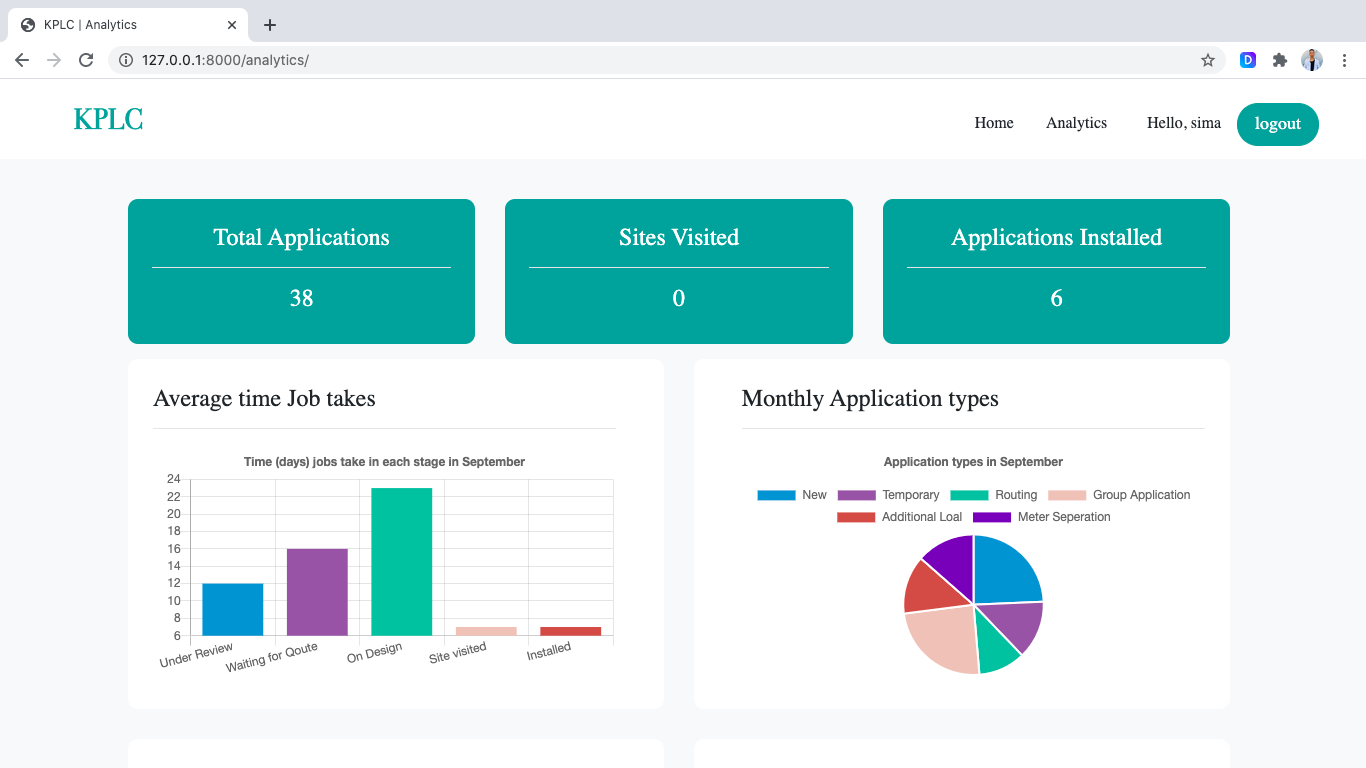 KPLC | Analytics
127.0.0.1:8000/analytics/
D
KPLC
Home Analytics Hello, sima logout
Total Applications
38
Sites Visited
0
Applications Installed
6
Average time Job takes
Time (days) jobs take in each stage in September
24
22
20
18
16
14
12
10
8
6
Under Review Waiting for Qoute On Design Site visited Installed
Monthly Application types
Application types in September
New Temporary Routing Group Application
Additional Loal Meter Seperation